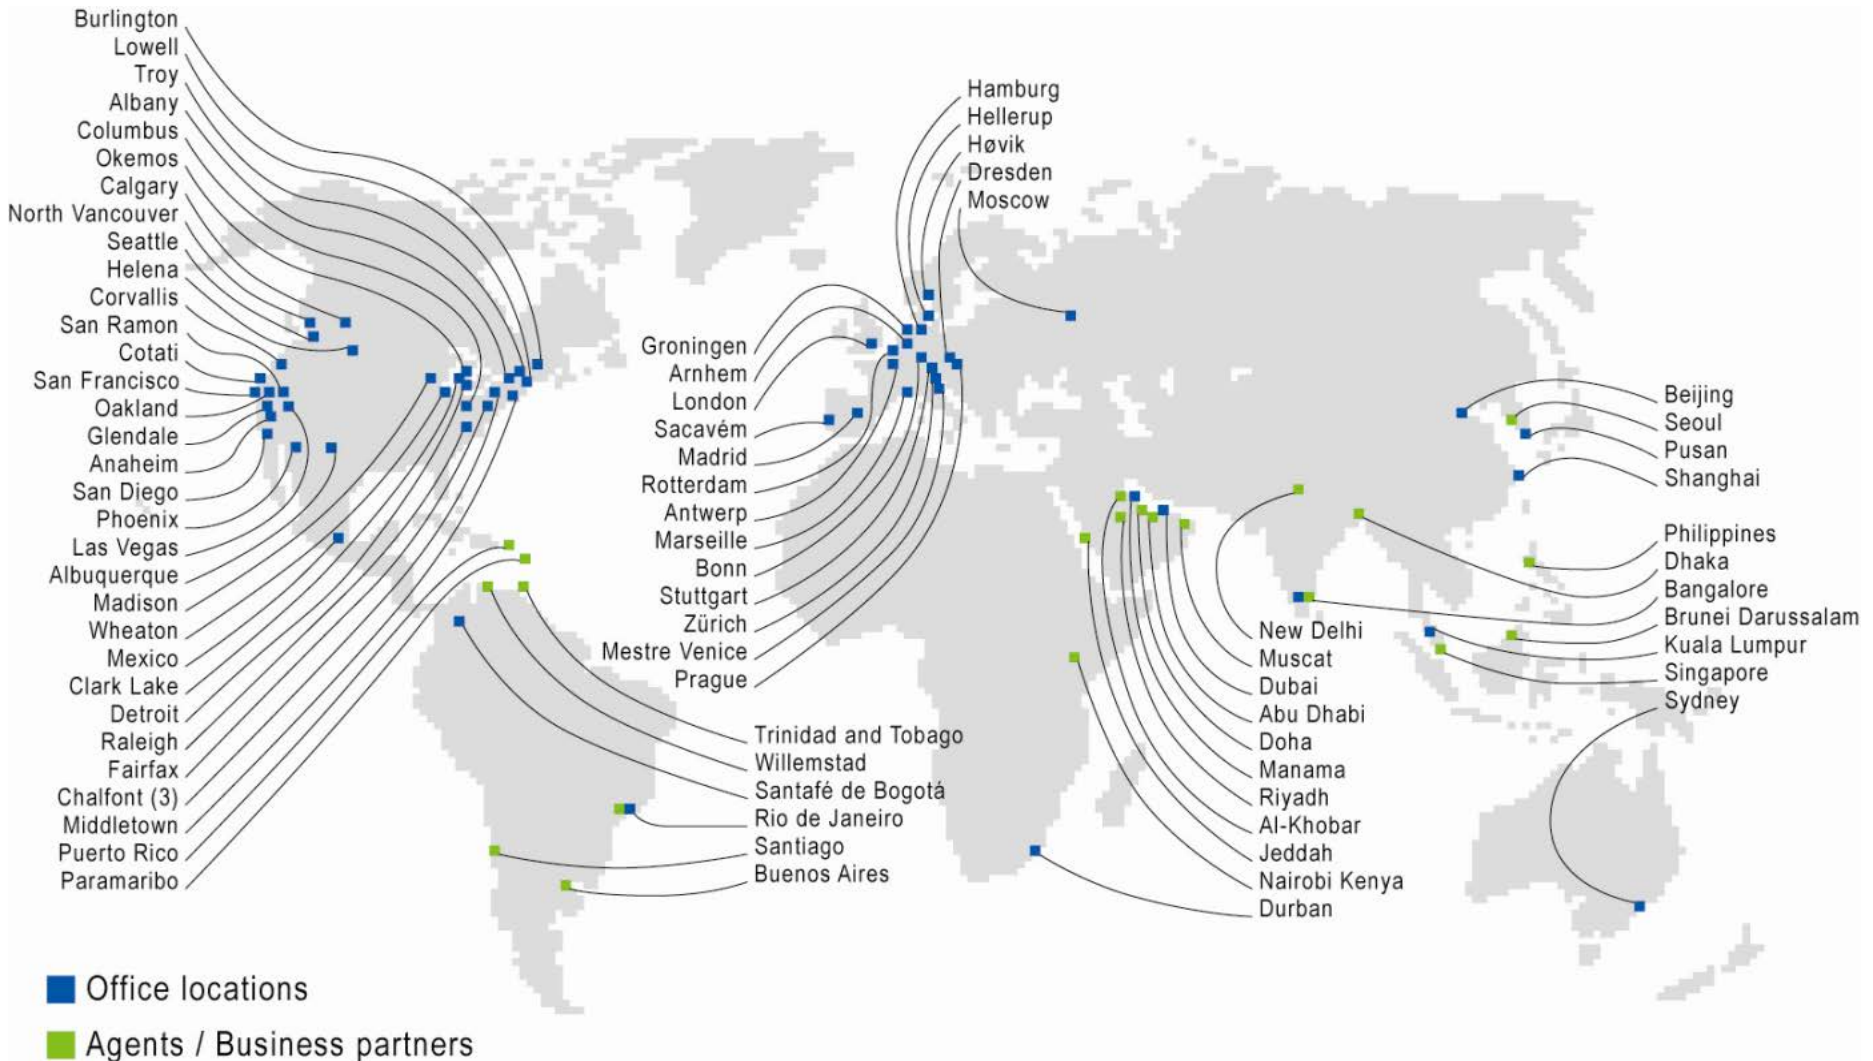 Burlington
Lowell
Troy
Albany
Columbus
Okemos
Calgary
North Vancouver
Seattle
Helena
Corvallis
San Ramon
Cotati
San Francisco
Oakland
Glendale
Anaheim
San Diego
Phoenix
Las Vegas
Albuquerque
Madison
Wheaton
Mexico
Clark Lake
Detroit
Raleigh
Fairfax
Chalfont (3)
Middletown
Puerto Rico
Paramaribo
Hamburg
Hellerup
Høvik
Dresden
Moscow
Groningen
Arnhem
London
Sacavém
Madrid
Rotterdam
Antwerp
Marseille
Bonn
Stuttgart
Zürich
Mestre Venice
Prague
Trinidad and Tobago
Willemstad
Santafé de Bogotá
Rio de Janeiro
Santiago
Buenos Aires
New Delhi
Muscat
Dubai
Abu Dhabi
Doha
Manama
Riyadh
Al-Khobar
Jeddah
Nairobi Kenya
Durban
Beijing
Seoul
Pusan
Shanghai
Philippines
Dhaka
Bangalore
Brunei Darussalam
Kuala Lumpur
Singapore
Sydney
Office locations
Agents / Business partners